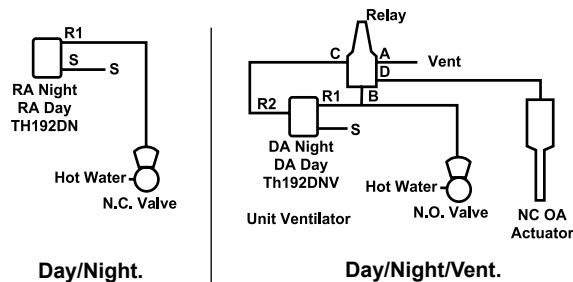 R1
S
S
RA Night
RA Day
TH192DN
Hot Water
N.C. Valve
Day/Night.
Relay
C
A
Vent
D
R2
R1
B
S
DA Night
DA Day
Th192DNV
Hot Water
N.O. Valve
Unit Ventilator
NC OA
Actuator
Day/Night/Vent.